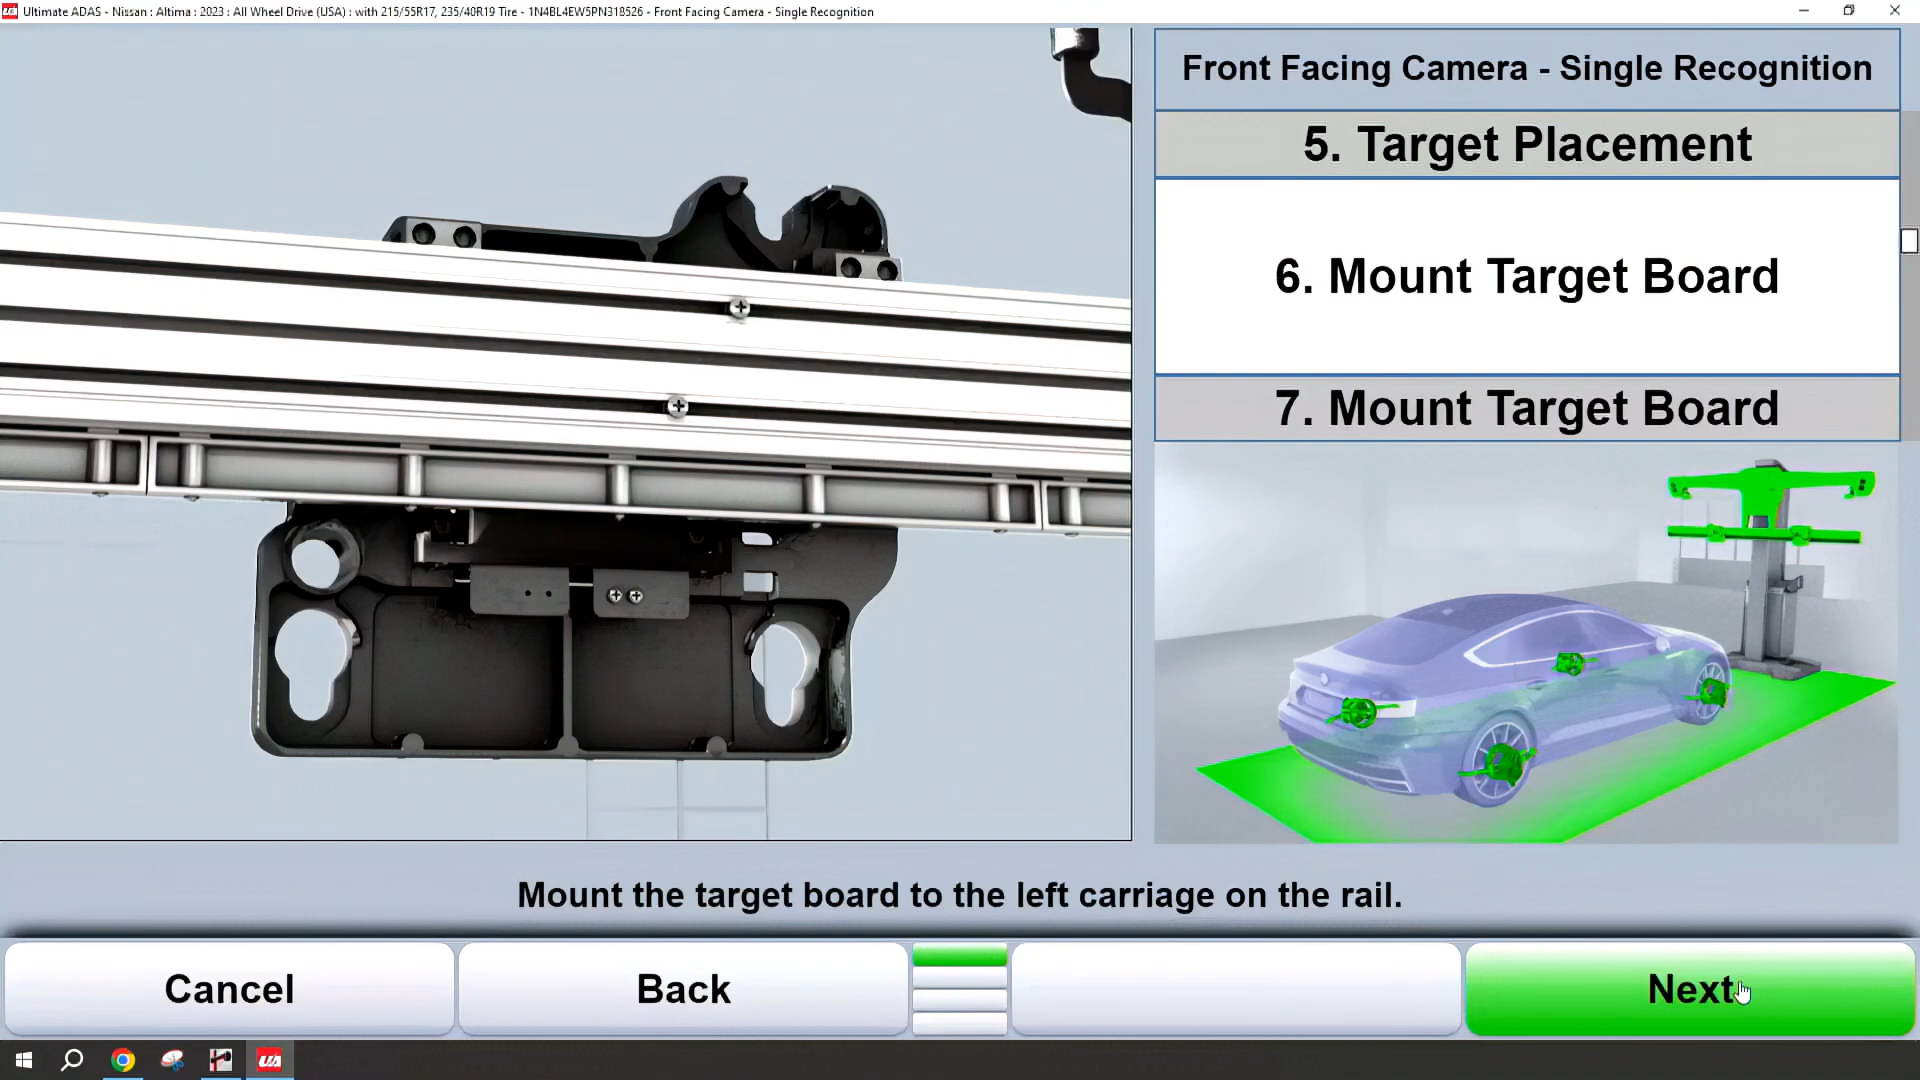 Ultimate ADAS - Nissan : Altima : 2023 : All Wheel Drive (USA) : with 215/55R17, 235/40R19 Tire - 1N4BL4EW5PN318526 - Front Facing Camera - Single Recognition
Front Facing Camera - Single Recognition
5. Target Placement
6. Mount Target Board
7. Mount Target Board
Mount the target board to the left carriage on the rail.
Cancel
Back
Next
UA